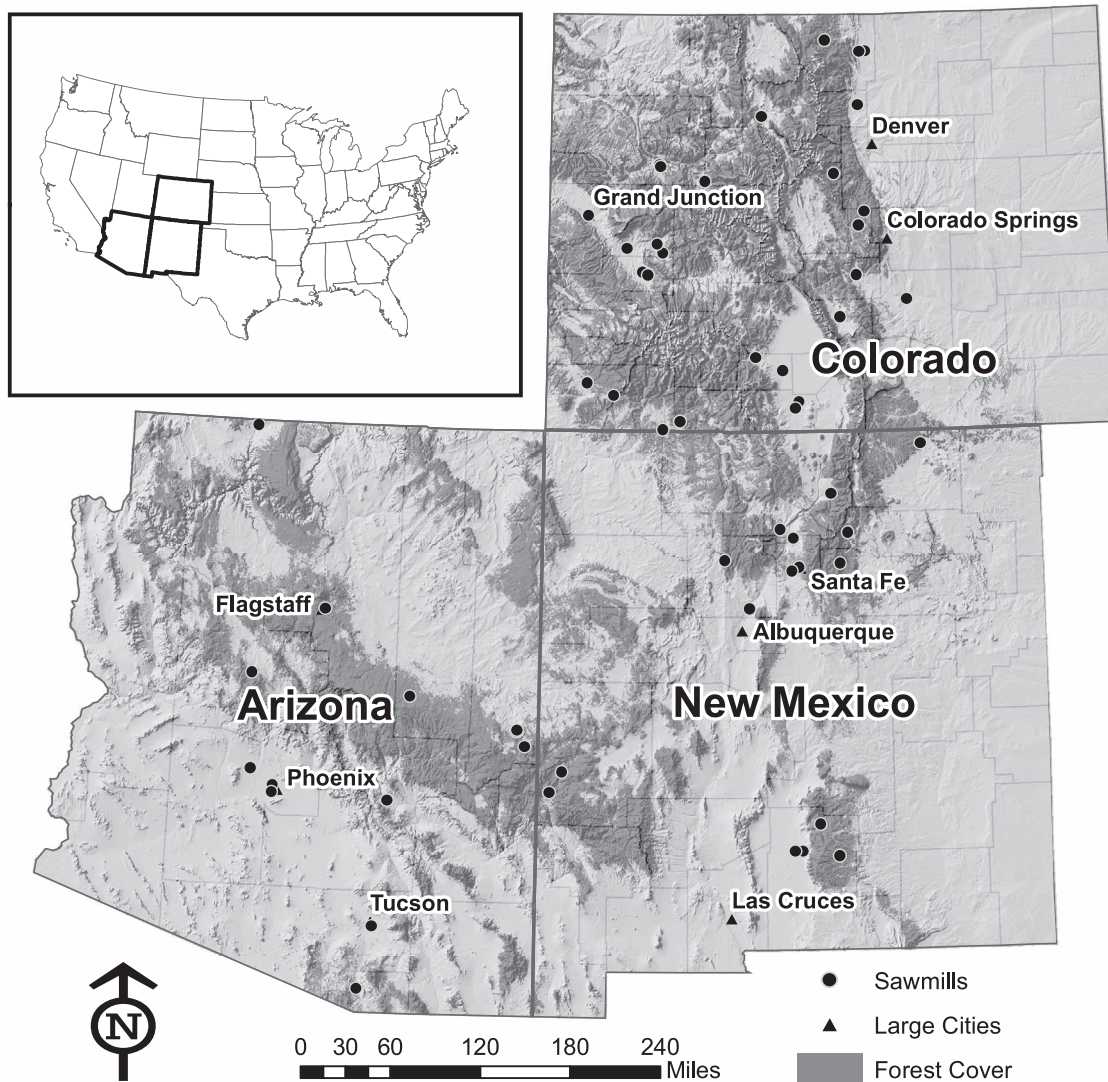 Denver
Grand Junction
Colorado Springs
Colorado
Flagstaff
Santa Fe
Albuquerque
Arizona
New Mexico
Phoenix
Tucson
Las Cruces
N
Sawmills
Large Cities
Forest Cover
0 30 60 120 180 240
Miles